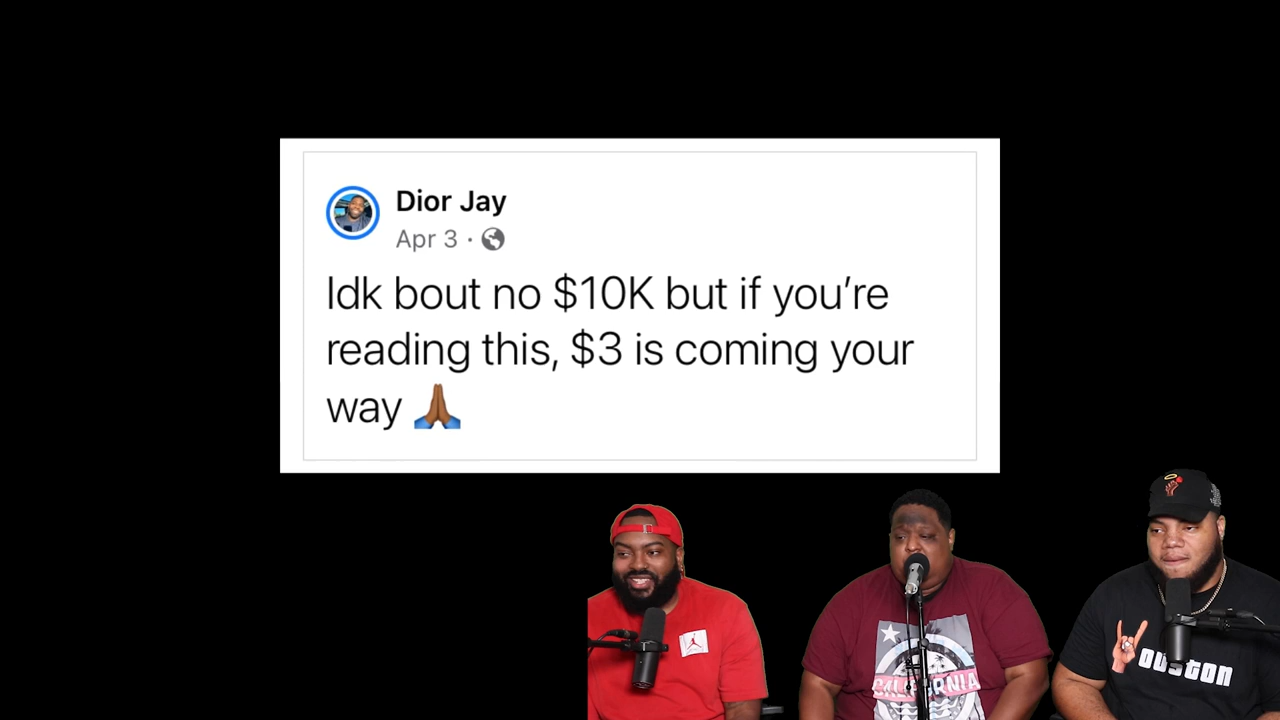 Dior Jay
Apr 3 ·
Idk bout no $10K but if you’re
reading this, $3 is coming your
way 🙏🏾
CALIFORNIA
ouston